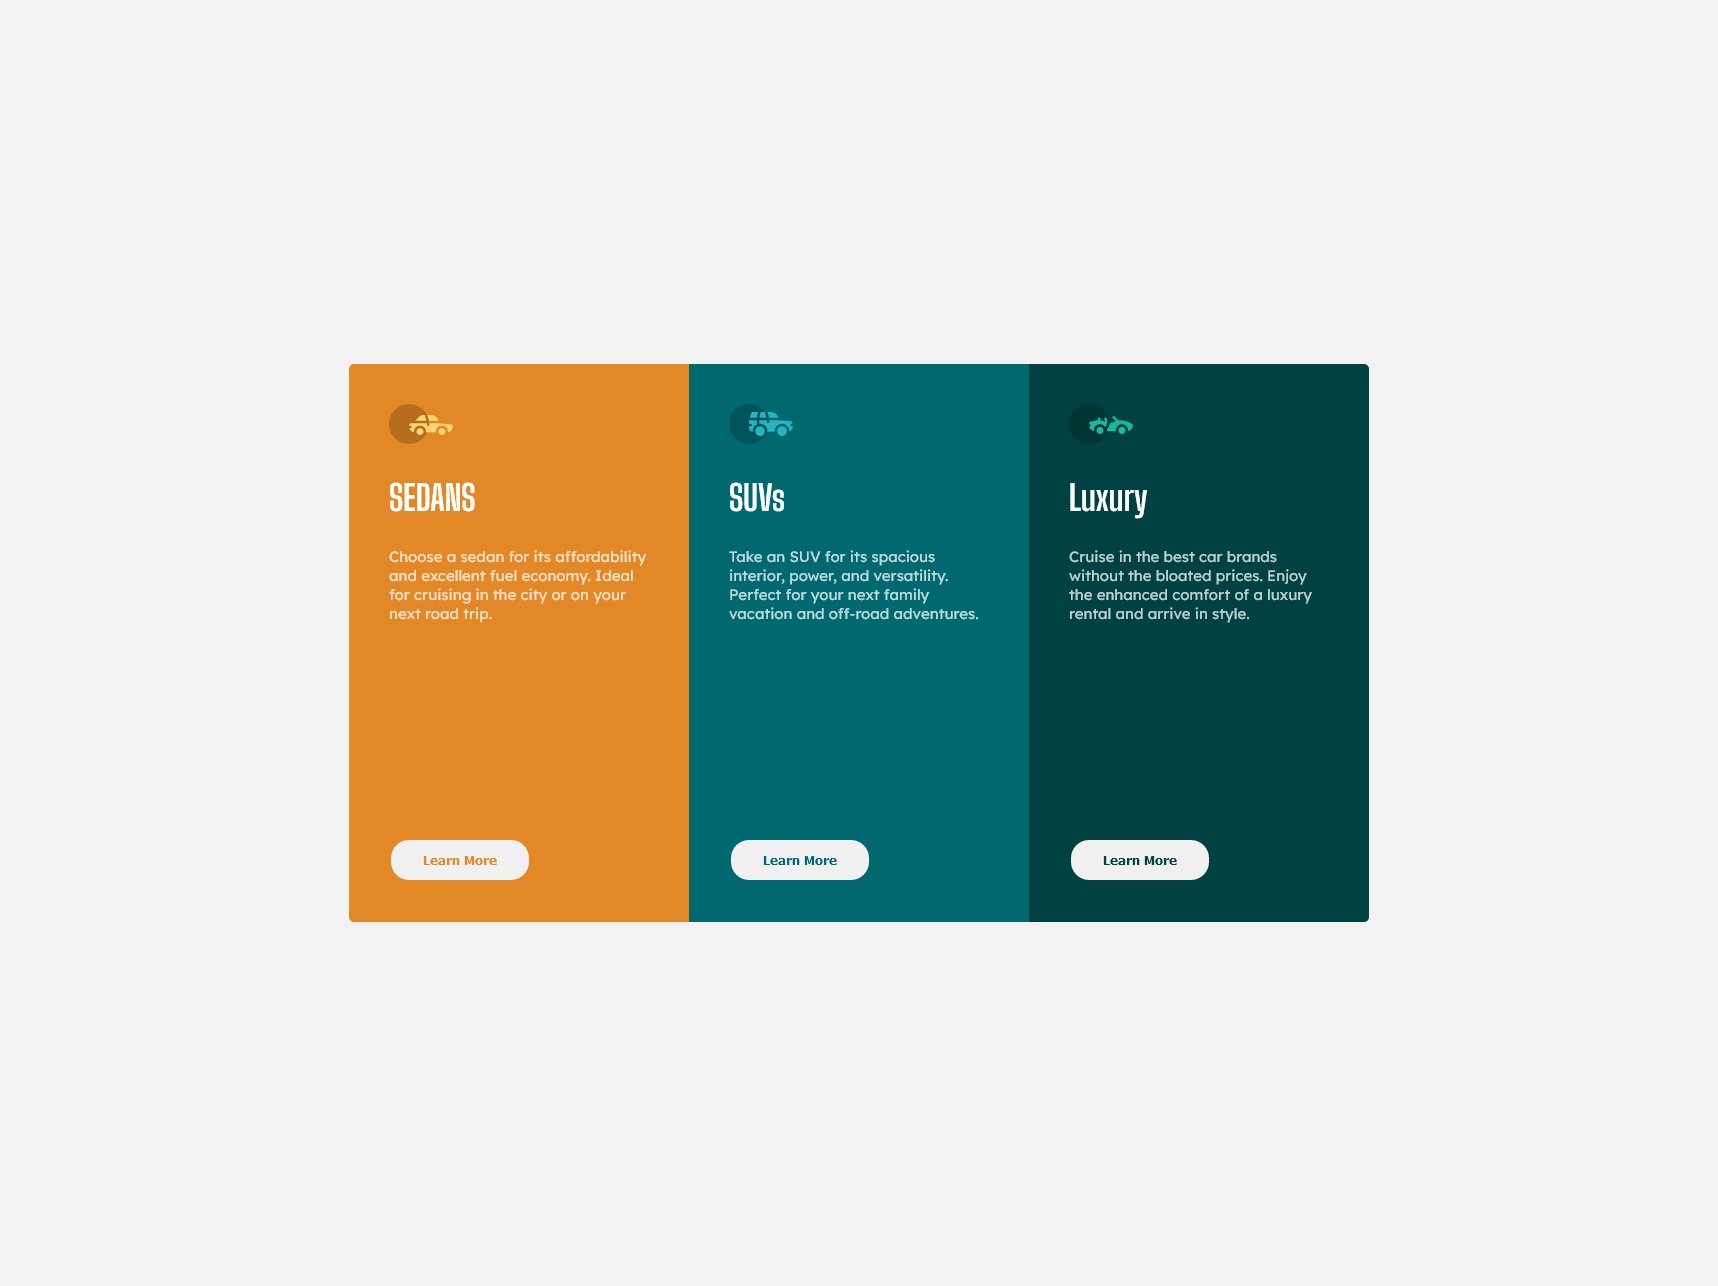 SEDANS
Choose a sedan for its affordability
and excellent fuel economy. Ideal
for cruising in the city or on your
next road trip.
Learn More
SUVs
Take an SUV for its spacious
interior, power, and versatility.
Perfect for your next family
vacation and off-road adventures.
Learn More
Luxury
Cruise in the best car brands
without the bloated prices. Enjoy
the enhanced comfort of a luxury
rental and arrive in style.
Learn More